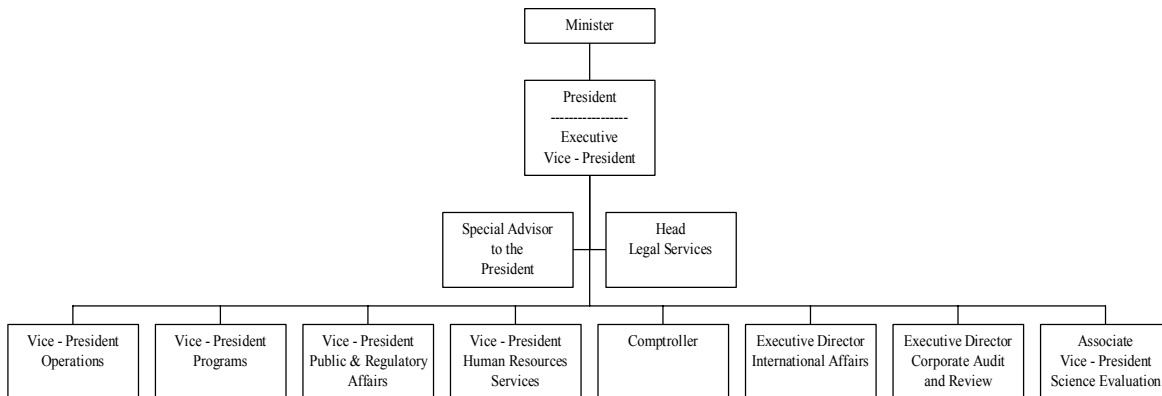 Minister
President
-----------------
Executive
Vice - President
Special Advisor
to the
President
Head
Legal Services
Vice - President
Operations
Vice - President
Programs
Vice - President
Public & Regulatory
Affairs
Vice - President
Human Resources
Services
Comptroller
Executive Director
International Affairs
Executive Director
Corporate Audit
and Review
Associate
Vice - President
Science Evaluation